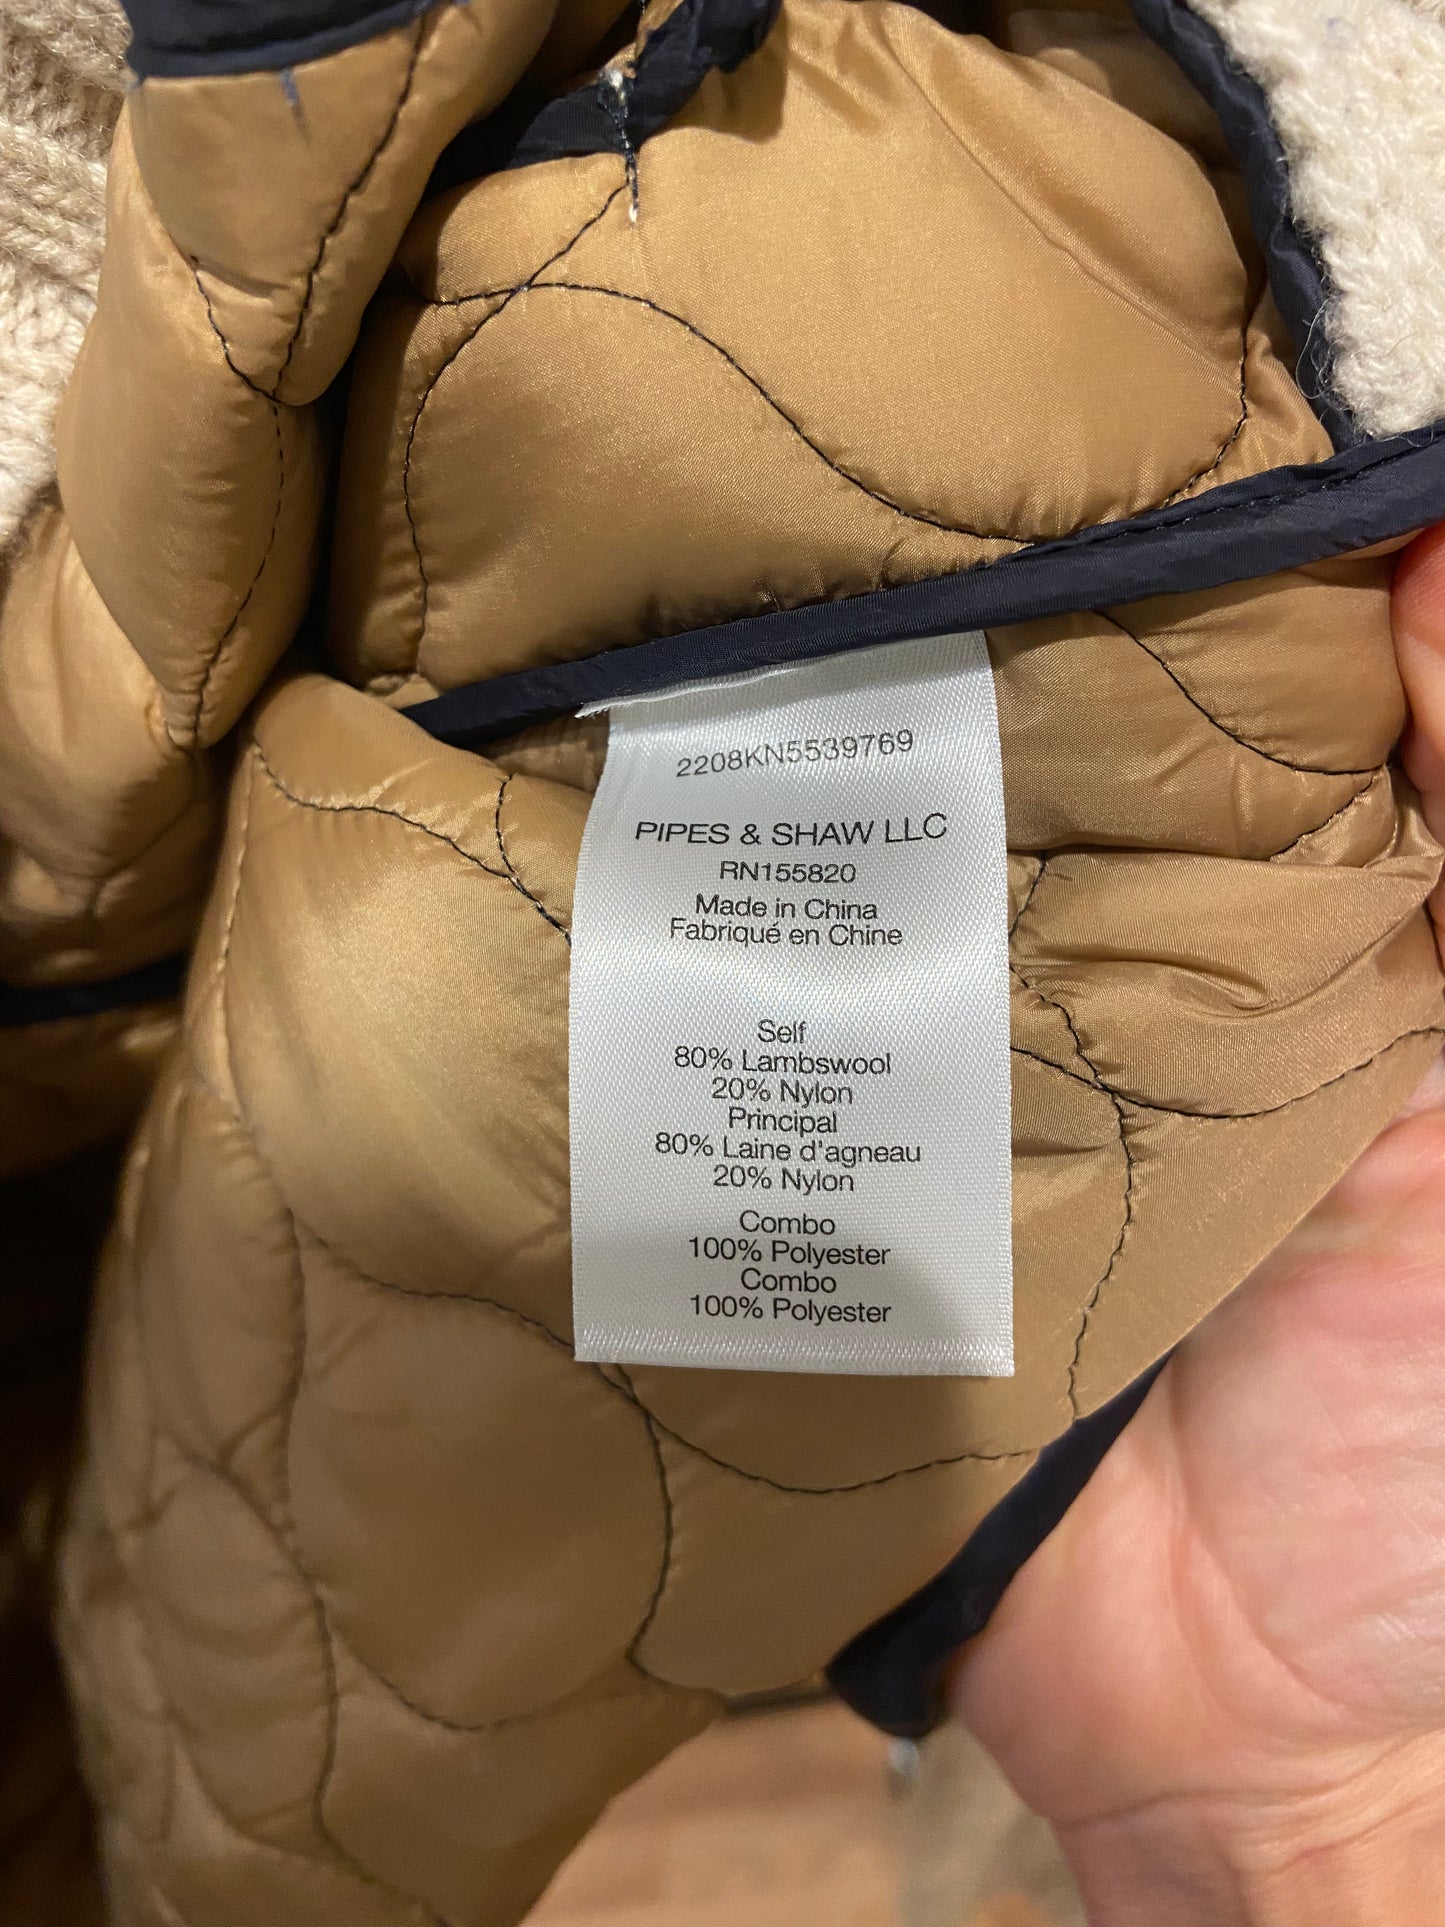 2208KN5539769
PIPES & SHAW LLC
RN155820
Made in China
Fabriqué en Chine
Self
80% Lambswool
20% Nylon
Principal
80% Laine d'agneau
20% Nylon
Combo
100% Polyester
Combo
100% Polyester